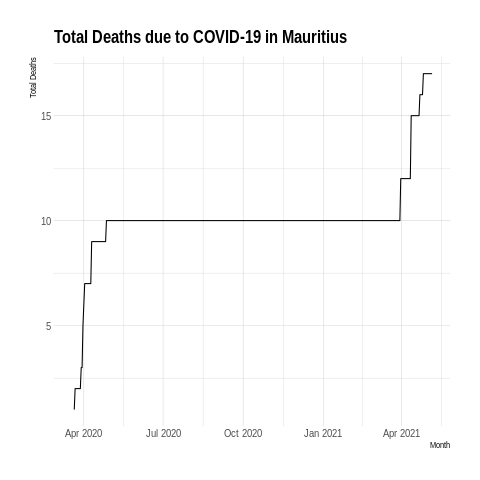 Total Deaths due to COVID-19 in Mauritius
Total Deaths
15
10
5
Apr 2020 Jul 2020 Oct 2020 Jan 2021 Apr 2021
Month